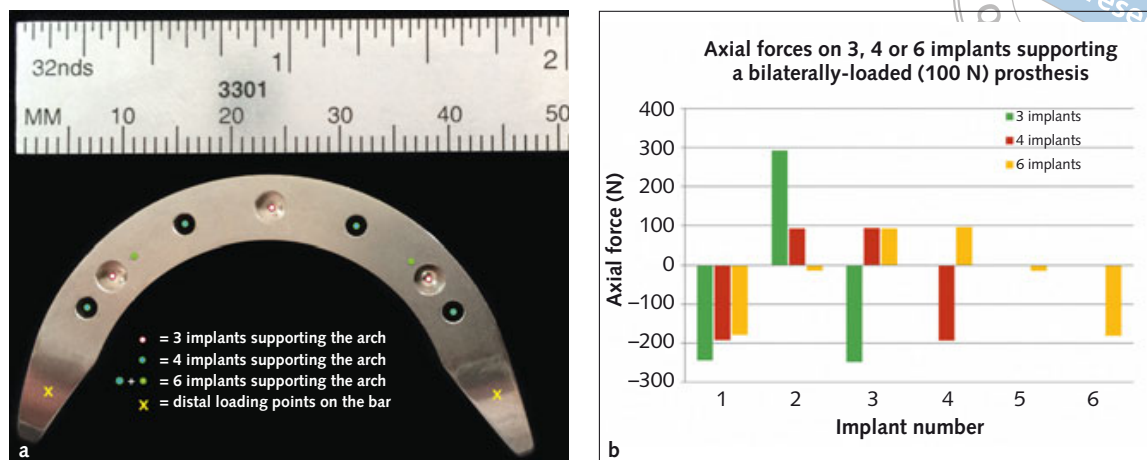 32nds
1
2
3301
MM
10
20
30
40
50
= 3 implants supporting the arch
= 4 implants supporting the arch
+ = 6 implants supporting the arch
x = distal loading points on the bar
a
Axial forces on 3, 4 or 6 implants supporting
a bilaterally-loaded (100 N) prosthesis
400
300
200
100
0
–100
–200
–300
Axial force (N)
3 implants
4 implants
6 implants
1 2 3 4 5 6
Implant number
b